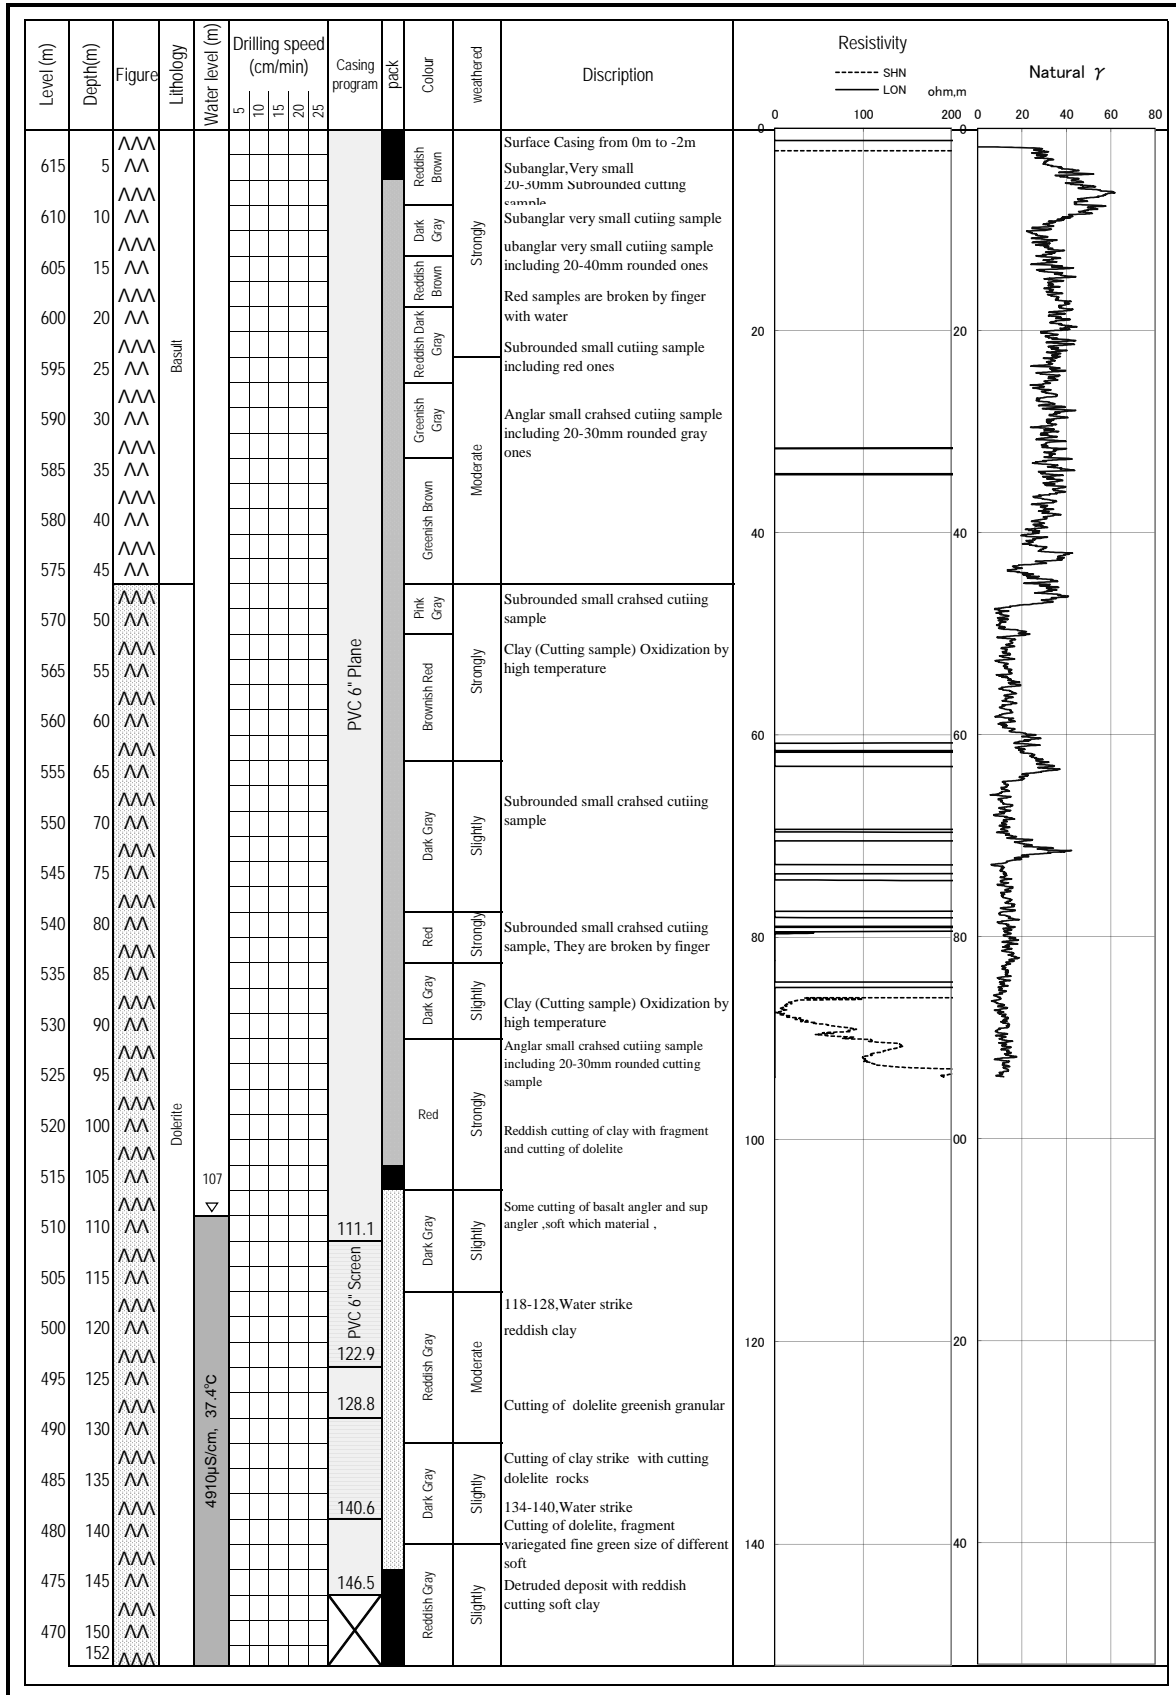 Level (m)
Depth(m)
Figure
Lithology
Water level (m)
Drilling speed
(cm/min)
5 10 15 20 25
Casing
program
pack
Colour
weathered
Discription
Resistivity
SHN
LON
ohm,m
0 100 200
Natural γ
0 20 40 60 80
615 5
610 10
605 15
600 20
595 25
590 30
585 35
580 40
575 45
570 50
565 55
560 60
555 65
550 70
545 75
540 80
535 85
530 90
525 95
520 100
515 105
510 110
505 115
500 120
495 125
490 130
485 135
480 140
475 145
470 150
152
Basult
Dolerite
107
4910μS/cm, 37.4℃
PVC 6" Plane
111.1
PVC 6" Screen
122.9
128.8
140.6
146.5
Reddish
Brown
Dark
Gray
Reddish
Brown
Reddish Dark
Gray
Greenish
Gray
Greenish Brown
Pink
Gray
Brownish Red
Dark Gray
Red
Dark Gray
Red
Dark Gray
Reddish Gray
Dark Gray
Reddish Gray
Strongly
Moderate
Strongly
Slightly
Strongly
Slightly
Strongly
Slightly
Moderate
Slightly
Slightly
Surface Casing from 0m to -2m
Subanglar,Very small
20-30mm Subrounded cutting
sample
Subanglar very small cutiing sample
ubanglar very small cutiing sample
including 20-40mm rounded ones
Red samples are broken by finger
with water
Subrounded small cutiing sample
including red ones
Anglar small crahsed cutiing sample
including 20-30mm rounded gray
ones
Subrounded small crahsed cutiing
sample
Clay (Cutting sample) Oxidization by
high temperature
Subrounded small crahsed cutiing
sample
Subrounded small crahsed cutiing
sample, They are broken by finger
Clay (Cutting sample) Oxidization by
high temperature
Anglar small crahsed cutiing sample
including 20-30mm rounded cutting
sample
Reddish cutting of clay with fragment
and cutting of dolelite
Some cutting of basalt angler and sup
angler ,soft which material ,
118-128,Water strike
reddish clay
Cutting of dolelite greenish granular
Cutting of clay strike with cutting
dolelite rocks
134-140,Water strike
Cutting of dolelite, fragment
variegated fine green size of different
soft
Detruded deposit with reddish
cutting soft clay
0
20
40
60
80
100
120
140
0
20
40
60
80
00
20
40